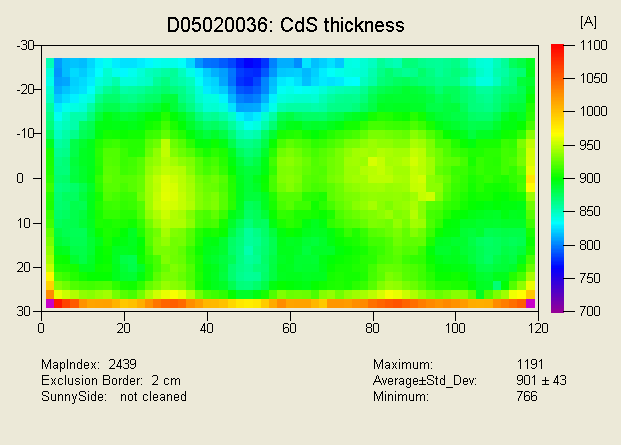 D05020036: CdS thickness
[A]
-30
-20
-10
0
10
20
30
0 20 40 60 80 100 120
1100
1050
1000
950
900
850
800
750
700
MapIndex: 2439
Exclusion Border: 2 cm
SunnySide: not cleaned
Maximum: 1191
Average±Std_Dev: 901 ± 43
Minimum: 766